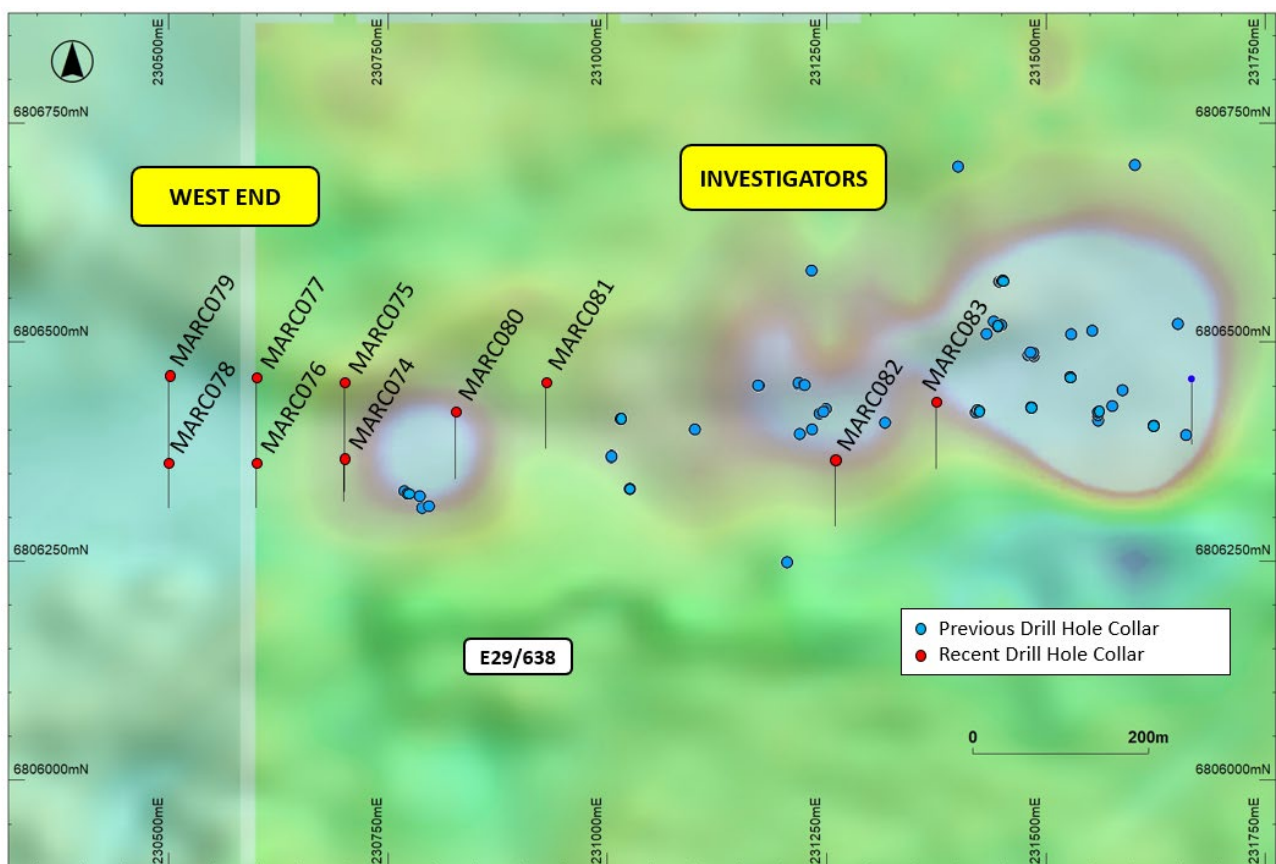 230500mE
230750mE
231000mE
231250mE
231500mE
231750mE
6806750mN
6806750mN
WEST END
INVESTIGATORS
MARC079
MARC077
MARC075
MARC080
MARC081
MARC083
6806500mN
6806500mN
MARC078
MARC076
MARC074
MARC082
6806250mN
6806250mN
E29/638
Previous Drill Hole Collar
Recent Drill Hole Collar
0
200m
6806000mN
6806000mN
230500mE
230750mE
231000mE
231250mE
231500mE
231750mE